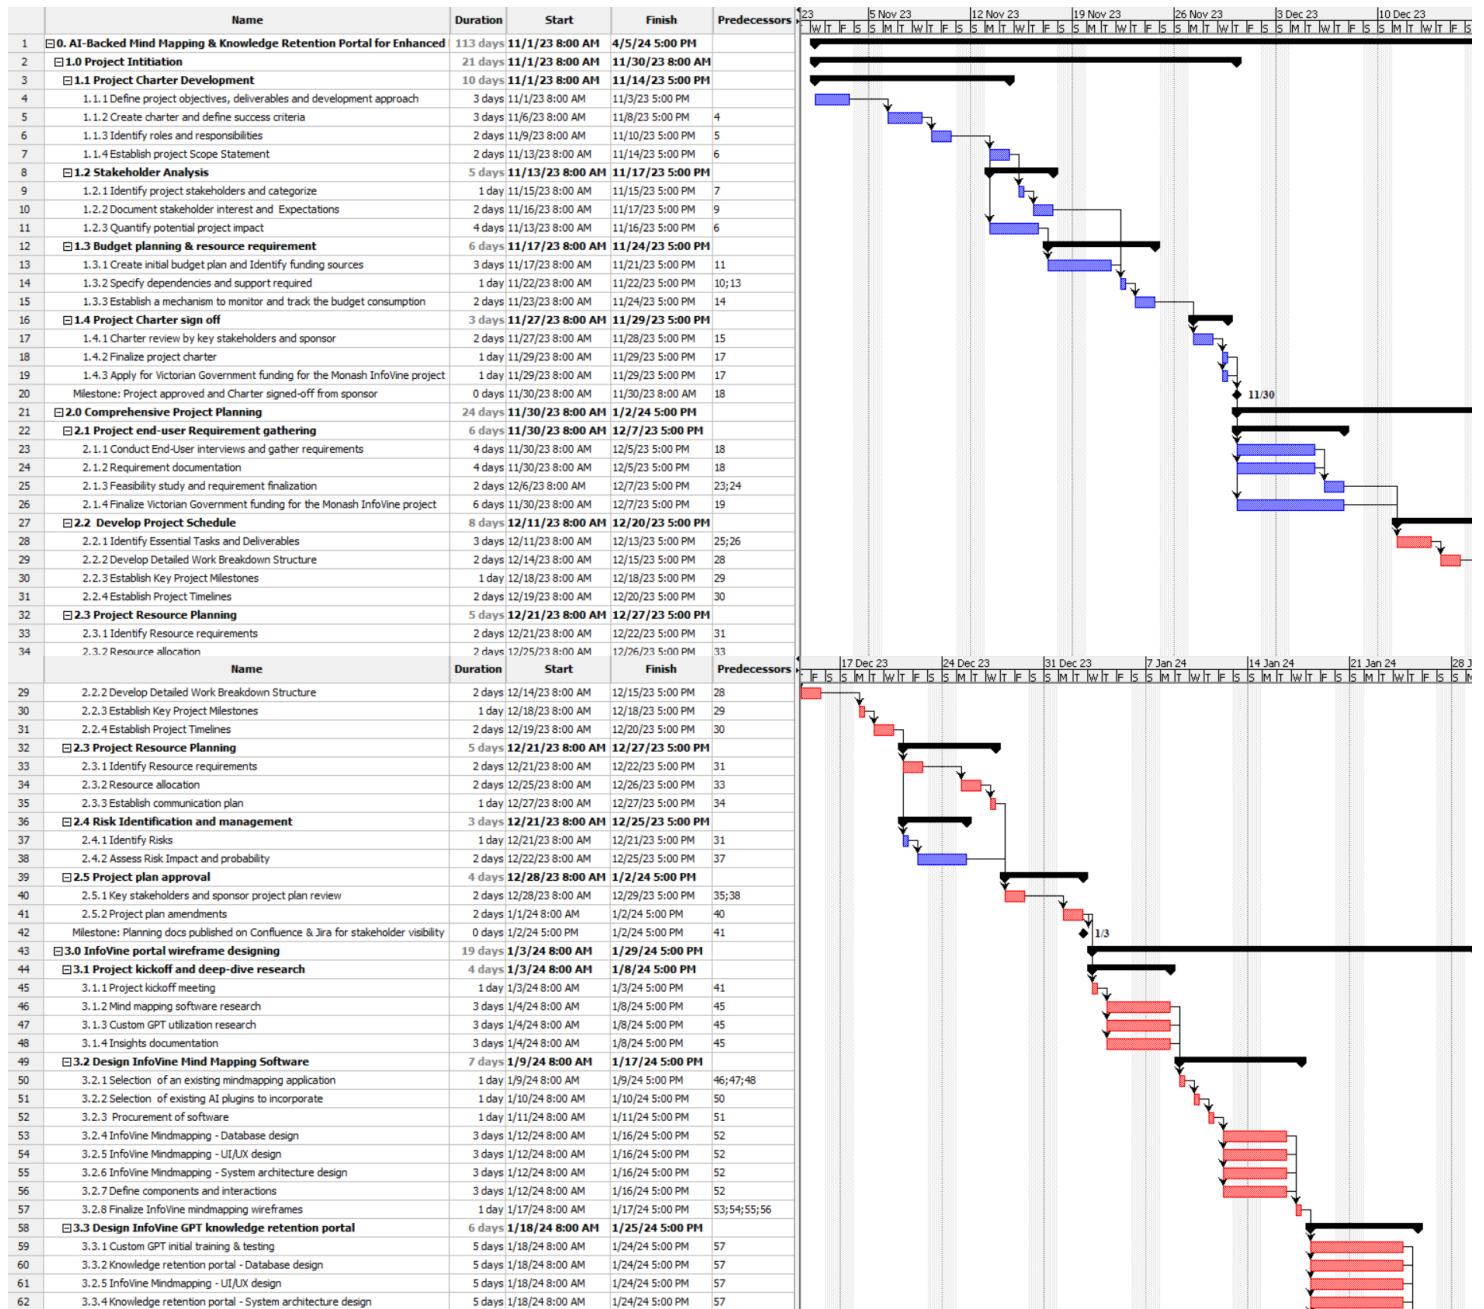 Name Duration Start Finish Predecessors 23 5 Nov 23 12 Nov 23 19 Nov 23 26 Nov 23 3 Dec 23 10 Dec 23
W T F S S M T W T F S S M T W T F S S M T W T F S S M T W T F S S M T W T F S S M T W T F S
1 0. AI-Backed Mind Mapping & Knowledge Retention Portal for Enhanced 113 days 11/1/23 8:00 AM 4/5/24 5:00 PM
2 1.0 Project Intitiation 21 days 11/1/23 8:00 AM 11/30/23 8:00 AM
3 1.1 Project Charter Development 10 days 11/1/23 8:00 AM 11/14/23 5:00 PM
4 1.1.1 Define project objectives, deliverables and development approach 3 days 11/1/23 8:00 AM 11/3/23 5:00 PM
5 1.1.2 Create charter and define success criteria 3 days 11/6/23 8:00 AM 11/8/23 5:00 PM 4
6 1.1.3 Identify roles and responsibilities 2 days 11/9/23 8:00 AM 11/10/23 5:00 PM 5
7 1.1.4 Establish project Scope Statement 2 days 11/13/23 8:00 AM 11/14/23 5:00 PM 6
8 1.2 Stakeholder Analysis 5 days 11/13/23 8:00 AM 11/17/23 5:00 PM
9 1.2.1 Identify project stakeholders and categorize 1 day 11/15/23 8:00 AM 11/15/23 5:00 PM 7
10 1.2.2 Document stakeholder interest and Expectations 2 days 11/16/23 8:00 AM 11/17/23 5:00 PM 9
11 1.2.3 Quantify potential project impact 4 days 11/13/23 8:00 AM 11/16/23 5:00 PM 6
12 1.3 Budget planning & resource requirement 6 days 11/17/23 8:00 AM 11/24/23 5:00 PM
13 1.3.1 Create initial budget plan and Identify funding sources 3 days 11/17/23 8:00 AM 11/21/23 5:00 PM 11
14 1.3.2 Specify dependencies and support required 1 day 11/22/23 8:00 AM 11/22/23 5:00 PM 10;13
15 1.3.3 Establish a mechanism to monitor and track the budget consumption 2 days 11/23/23 8:00 AM 11/24/23 5:00 PM 14
16 1.4 Project Charter sign off 3 days 11/27/23 8:00 AM 11/29/23 5:00 PM
17 1.4.1 Charter review by key stakeholders and sponsor 2 days 11/27/23 8:00 AM 11/28/23 5:00 PM 15
18 1.4.2 Finalize project charter 1 day 11/29/23 8:00 AM 11/29/23 5:00 PM 17
19 1.4.3 Apply for Victorian Government funding for the Monash InfoVine project 1 day 11/29/23 8:00 AM 11/29/23 5:00 PM 17
20 Milestone: Project approved and Charter signed-off from sponsor 0 days 11/30/23 8:00 AM 11/30/23 8:00 AM 18 11/30
21 2.0 Comprehensive Project Planning 24 days 11/30/23 8:00 AM 1/2/24 5:00 PM
22 2.1 Project end-user Requirement gathering 6 days 11/30/23 8:00 AM 12/7/23 5:00 PM
23 2.1.1 Conduct End-User interviews and gather requirements 4 days 11/30/23 8:00 AM 12/5/23 5:00 PM 18
24 2.1.2 Requirement documentation 4 days 11/30/23 8:00 AM 12/5/23 5:00 PM 18
25 2.1.3 Feasibility study and requirement finalization 2 days 12/6/23 8:00 AM 12/7/23 5:00 PM 23;24
26 2.1.4 Finalize Victorian Government funding for the Monash InfoVine project 6 days 11/30/23 8:00 AM 12/7/23 5:00 PM 19
27 2.2 Develop Project Schedule 8 days 12/11/23 8:00 AM 12/20/23 5:00 PM
28 2.2.1 Identify Essential Tasks and Deliverables 3 days 12/11/23 8:00 AM 12/13/23 5:00 PM 25;26
29 2.2.2 Develop Detailed Work Breakdown Structure 2 days 12/14/23 8:00 AM 12/15/23 5:00 PM 28
30 2.2.3 Establish Key Project Milestones 1 day 12/18/23 8:00 AM 12/18/23 5:00 PM 29
31 2.2.4 Establish Project Timelines 2 days 12/19/23 8:00 AM 12/20/23 5:00 PM 30
32 2.3 Project Resource Planning 5 days 12/21/23 8:00 AM 12/27/23 5:00 PM
33 2.3.1 Identify Resource requirements 2 days 12/21/23 8:00 AM 12/22/23 5:00 PM 31
34 2.3.2 Resource allocation 2 days 12/25/23 8:00 AM 12/26/23 5:00 PM 33
Name Duration Start Finish Predecessors 17 Dec 23 24 Dec 23 31 Dec 23 7 Jan 24 14 Jan 24 21 Jan 24 28 J
F S S M T W T F S S M T W T F S S M T W T F S S M T W T F S S M T W T F S S M T W T F S S M
29 2.2.2 Develop Detailed Work Breakdown Structure 2 days 12/14/23 8:00 AM 12/15/23 5:00 PM 28
30 2.2.3 Establish Key Project Milestones 1 day 12/18/23 8:00 AM 12/18/23 5:00 PM 29
31 2.2.4 Establish Project Timelines 2 days 12/19/23 8:00 AM 12/20/23 5:00 PM 30
32 2.3 Project Resource Planning 5 days 12/21/23 8:00 AM 12/27/23 5:00 PM
33 2.3.1 Identify Resource requirements 2 days 12/21/23 8:00 AM 12/22/23 5:00 PM 31
34 2.3.2 Resource allocation 2 days 12/25/23 8:00 AM 12/26/23 5:00 PM 33
35 2.3.3 Establish communication plan 1 day 12/27/23 8:00 AM 12/27/23 5:00 PM 34
36 2.4 Risk Identification and management 3 days 12/21/23 8:00 AM 12/25/23 5:00 PM
37 2.4.1 Identify Risks 1 day 12/21/23 8:00 AM 12/21/23 5:00 PM 31
38 2.4.2 Assess Risk Impact and probability 2 days 12/22/23 8:00 AM 12/25/23 5:00 PM 37
39 2.5 Project plan approval 4 days 12/28/23 8:00 AM 1/2/24 5:00 PM
40 2.5.1 Key stakeholders and sponsor project plan review 2 days 12/28/23 8:00 AM 12/29/23 5:00 PM 35;38
41 2.5.2 Project plan amendments 2 days 1/1/24 8:00 AM 1/2/24 5:00 PM 40
42 Milestone: Planning docs published on Confluence & Jira for stakeholder visibility 0 days 1/2/24 5:00 PM 1/2/24 5:00 PM 41 1/3
43 3.0 InfoVine portal wireframe designing 19 days 1/3/24 8:00 AM 1/29/24 5:00 PM
44 3.1 Project kickoff and deep-dive research 4 days 1/3/24 8:00 AM 1/8/24 5:00 PM
45 3.1.1 Project kickoff meeting 1 day 1/3/24 8:00 AM 1/3/24 5:00 PM 41
46 3.1.2 Mind mapping software research 3 days 1/4/24 8:00 AM 1/8/24 5:00 PM 45
47 3.1.3 Custom GPT utilization research 3 days 1/4/24 8:00 AM 1/8/24 5:00 PM 45
48 3.1.4 Insights documentation 3 days 1/4/24 8:00 AM 1/8/24 5:00 PM 45
49 3.2 Design InfoVine Mind Mapping Software 7 days 1/9/24 8:00 AM 1/17/24 5:00 PM
50 3.2.1 Selection of an existing mindmapping application 1 day 1/9/24 8:00 AM 1/9/24 5:00 PM 46;47;48
51 3.2.2 Selection of existing AI plugins to incorporate 1 day 1/10/24 8:00 AM 1/10/24 5:00 PM 50
52 3.2.3 Procurement of software 1 day 1/11/24 8:00 AM 1/11/24 5:00 PM 51
53 3.2.4 InfoVine Mindmapping - Database design 3 days 1/12/24 8:00 AM 1/16/24 5:00 PM 52
54 3.2.5 InfoVine Mindmapping - UI/UX design 3 days 1/12/24 8:00 AM 1/16/24 5:00 PM 52
55 3.2.6 InfoVine Mindmapping - System architecture design 3 days 1/12/24 8:00 AM 1/16/24 5:00 PM 52
56 3.2.7 Define components and interactions 3 days 1/12/24 8:00 AM 1/16/24 5:00 PM 52
57 3.2.8 Finalize InfoVine mindmapping wireframes 1 day 1/17/24 8:00 AM 1/17/24 5:00 PM 53;54;55;56
58 3.3 Design InfoVine GPT knowledge retention portal 6 days 1/18/24 8:00 AM 1/25/24 5:00 PM
59 3.3.1 Custom GPT initial training & testing 5 days 1/18/24 8:00 AM 1/24/24 5:00 PM 57
60 3.3.2 Knowledge retention portal - Database design 5 days 1/18/24 8:00 AM 1/24/24 5:00 PM 57
61 3.2.5 InfoVine Mindmapping - UI/UX design 5 days 1/18/24 8:00 AM 1/24/24 5:00 PM 57
62 3.3.4 Knowledge retention portal - System architecture design 5 days 1/18/24 8:00 AM 1/24/24 5:00 PM 57